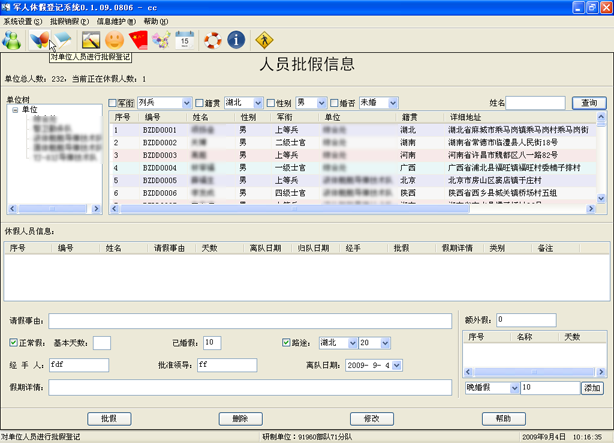 军人休假登记系统0.1.09.0806 - cc
系统设置(S) 批假销假(P) 信息维护(W) 帮助(H)
对单位人员进行批假登记
人员批假信息
单位总人数: 232, 当前正在休假人数: 1
单位树
单位
军衔 列兵 籍贯 湖北 性别 男 婚否 未婚 姓名 查询
序号 编号 姓名 性别 军衔 单位 籍贯 详细地址
1 BZDD0001 男 上等兵 湖北 湖北省麻城市乘马岗镇乘马岗村乘马岗街
2 BZDD0002 男 二级士官 湖南 湖南省常德市临澧县人民街18号
3 BZDD0003 男 上等兵 河南 河南省许昌市魏都区八一路82号
4 BZDD0004 男 一级士官 广西 广西省浦北县福旺镇福旺村委楠子排村
5 BZDD0005 男 上等兵 北京 北京市房山区窦店镇于庄村
6 BZDD0006 男 四级士官 陕西 陕西省西乡县城关镇桥场村五组
休假人员信息:
序号 编号 姓名 请假事由 天数 离队日期 归队日期 经手 批假 假期详情 类别 备注
请假事由:
正常假: 基本天数: 已婚假: 10 路途: 湖北 20
经 手 人: fdf 批准领导: ff 离队日期: 2009- 9- 4
假期详情:
额外假: 0
序号 名称 天数
晚婚假 10 添加
批假 删除 修改 帮助
对单位人员进行批假登记 研制单位: 91960部队71分队 2009年9月4日 10:16:35